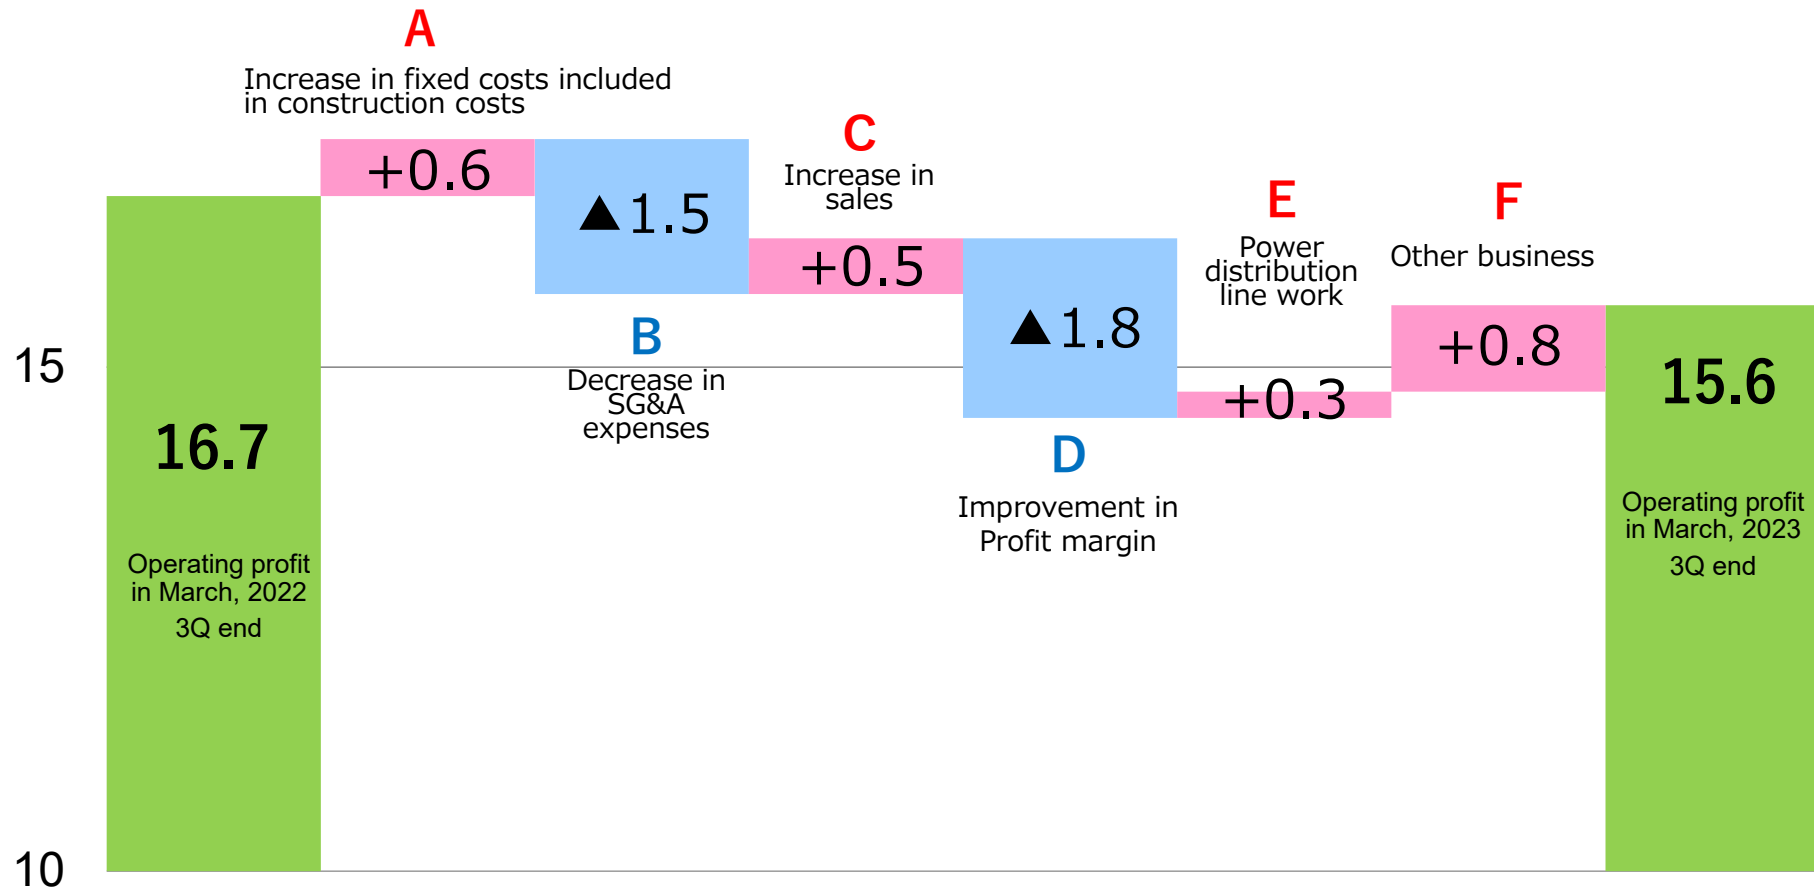 A
Increase in fixed costs included
in construction costs
+0.6
▲1.5
B
Decrease in
SG&A
expenses
C
Increase in
sales
+0.5
▲1.8
D
Improvement in
Profit margin
E
Power
distribution
line work
+0.3
F
Other business
+0.8
15
10
16.7
Operating profit
in March, 2022
3Q end
15.6
Operating profit
in March, 2023
3Q end